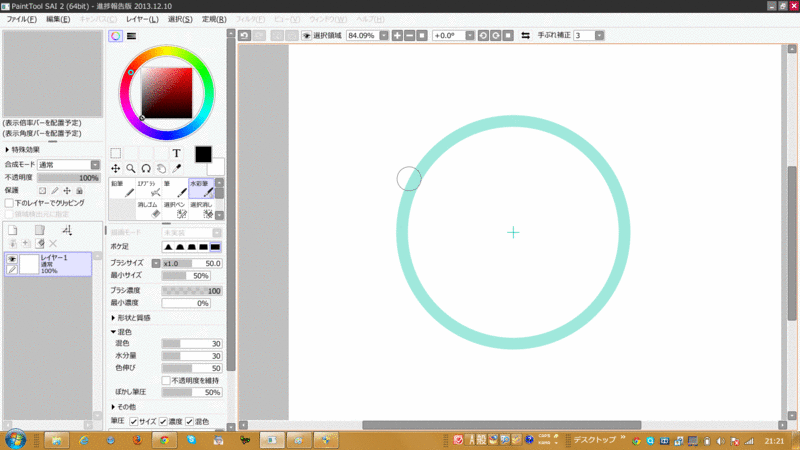 PaintTool SAI 2 (64bit) - 進捗報告版 2013.12.10
ファイル(F) 編集(E) キャンバス(C) レイヤー(L) 選択(S) 定規(R) フィルタ(E) ビュー(V) ウィンドウ(W) ヘルプ(H)
選択領域 84.09% +0.0° 手ぶれ補正 3
(表示倍率バーを配置予定)
(表示角度バーを配置予定)
特殊効果
合成モード 通常
不透明度 100%
保護
下のレイヤーでクリッピング
領域検出元に指定
レイヤー1
通常
100%
T
鉛筆 エアブラシ 筆 水彩筆
消しゴム 選択ペン 選択消し
描画モード 未実装
ボケ足
ブラシサイズ x1.0 50.0
最小サイズ 50%
ブラシ濃度 100
最小濃度 0%
形状と質感
混色
混色 30
水分量 30
色伸び 50
不透明度を維持
ぼかし筆圧 50%
その他
筆圧 サイズ 濃度 混色
デスクトップ 21:21